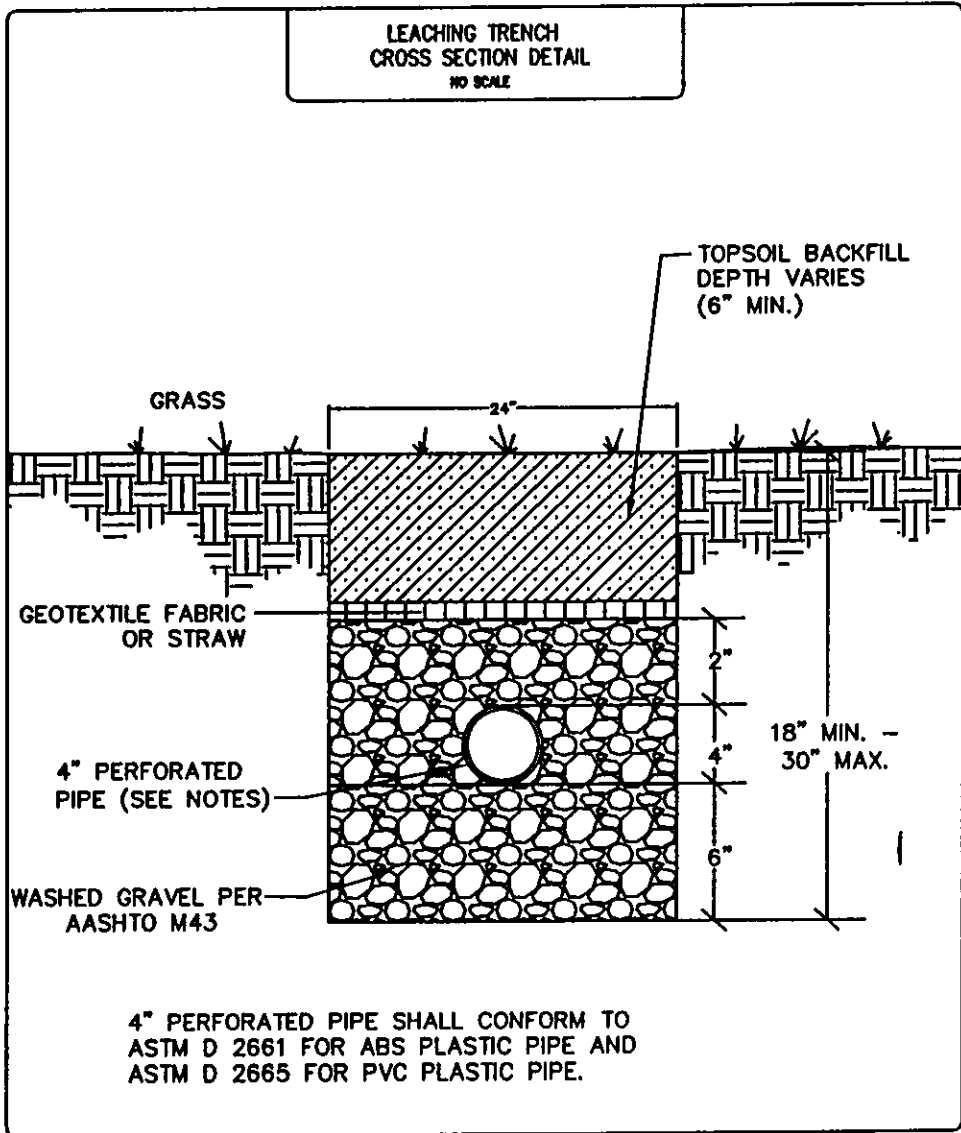 LEACHING TRENCH
CROSS SECTION DETAIL
NO SCALE
TOPSOIL BACKFILL
DEPTH VARIES
(6" MIN.)
GRASS
24"
GEOTEXTILE FABRIC
OR STRAW
2"
4"
18" MIN. –
30" MAX.
4" PERFORATED
PIPE (SEE NOTES)
6"
WASHED GRAVEL PER
AASHTO M43
4" PERFORATED PIPE SHALL CONFORM TO
ASTM D 2661 FOR ABS PLASTIC PIPE AND
ASTM D 2665 FOR PVC PLASTIC PIPE.